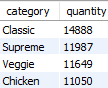 category quantity
Classic 14888
Supreme 11987
Veggie 11649
Chicken 11050